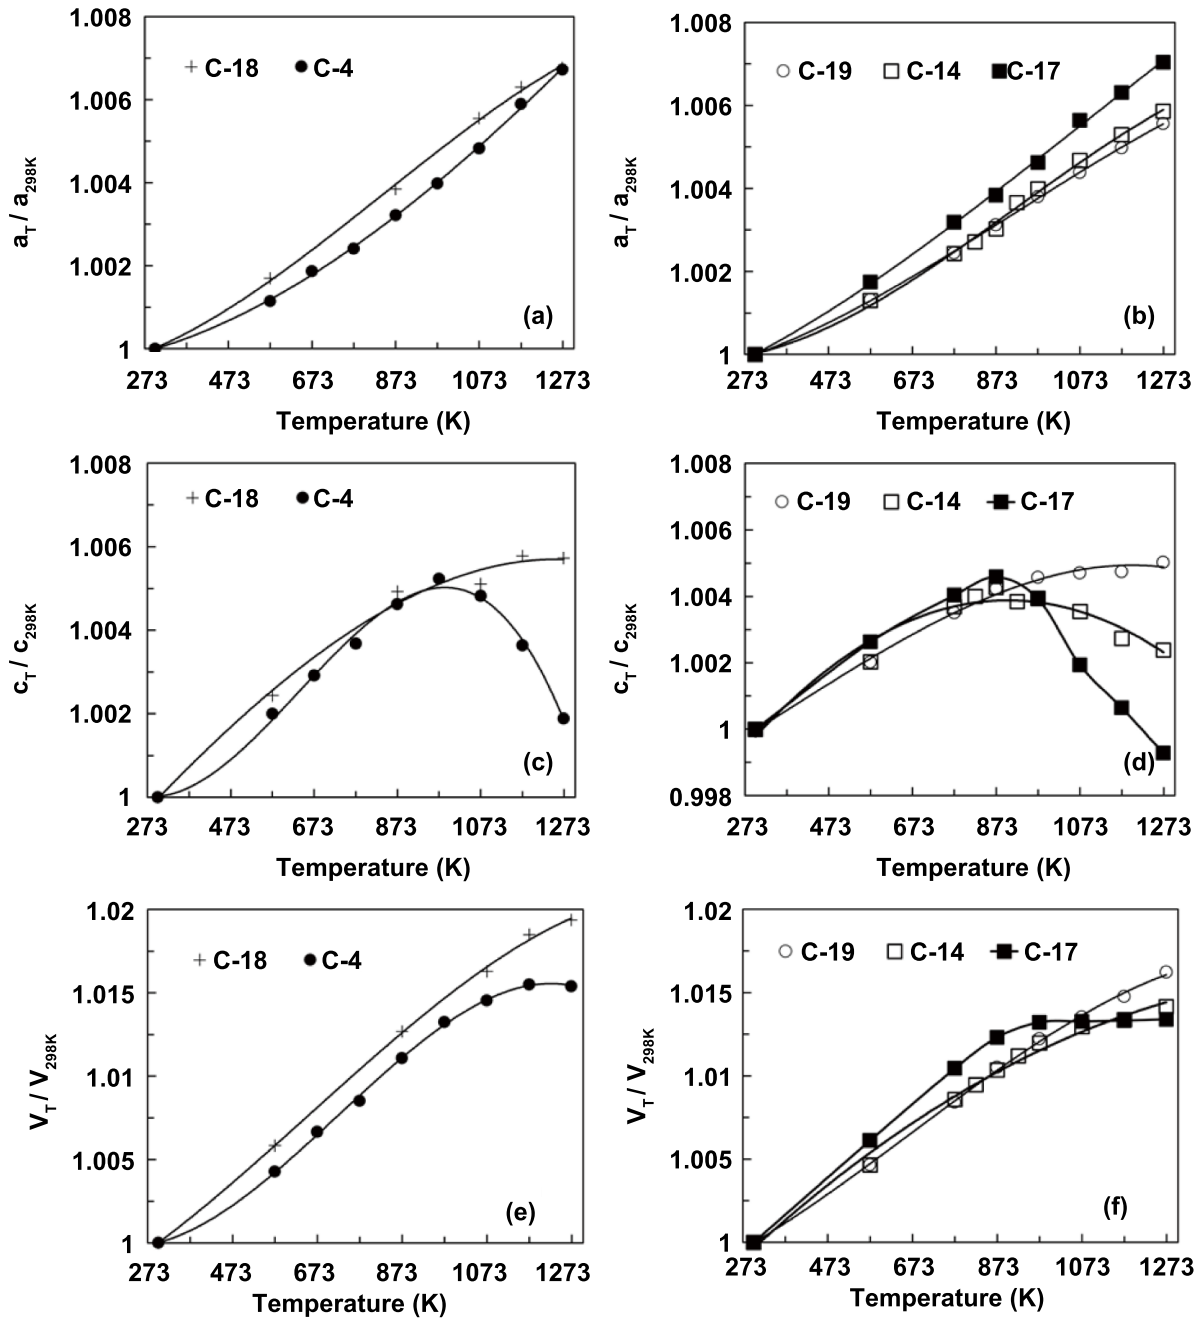 1.008
1.006
1.004
1.002
1
a_T / a_298K
C-18
C-4
(a)
273 473 673 873 1073 1273
Temperature (K)
1.008
1.006
1.004
1.002
1
a_T / a_298K
C-19
C-14
C-17
(b)
273 473 673 873 1073 1273
Temperature (K)
1.008
1.006
1.004
1.002
1
c_T / c_298K
C-18
C-4
(c)
273 473 673 873 1073 1273
Temperature (K)
1.008
1.006
1.004
1.002
1
0.998
c_T / c_298K
C-19
C-14
C-17
(d)
273 473 673 873 1073 1273
Temperature (K)
1.02
1.015
1.01
1.005
1
V_T / V_298K
C-18
C-4
(e)
273 473 673 873 1073 1273
Temperature (K)
1.02
1.015
1.01
1.005
1
V_T / V_298K
C-19
C-14
C-17
(f)
273 473 673 873 1073 1273
Temperature (K)